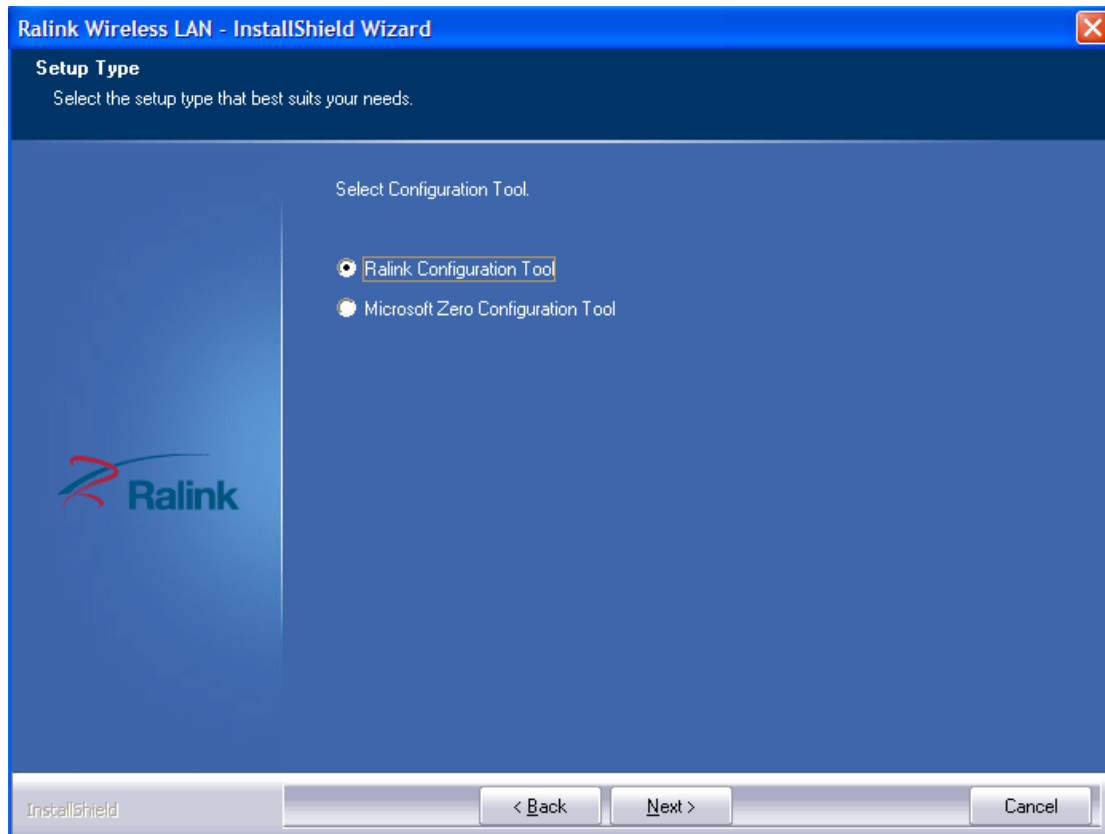 Ralink Wireless LAN - InstallShield Wizard
Setup Type
Select the setup type that best suits your needs.
Select Configuration Tool.
Ralink Configuration Tool
Microsoft Zero Configuration Tool
Ralink
InstallShield
< Back
Next >
Cancel